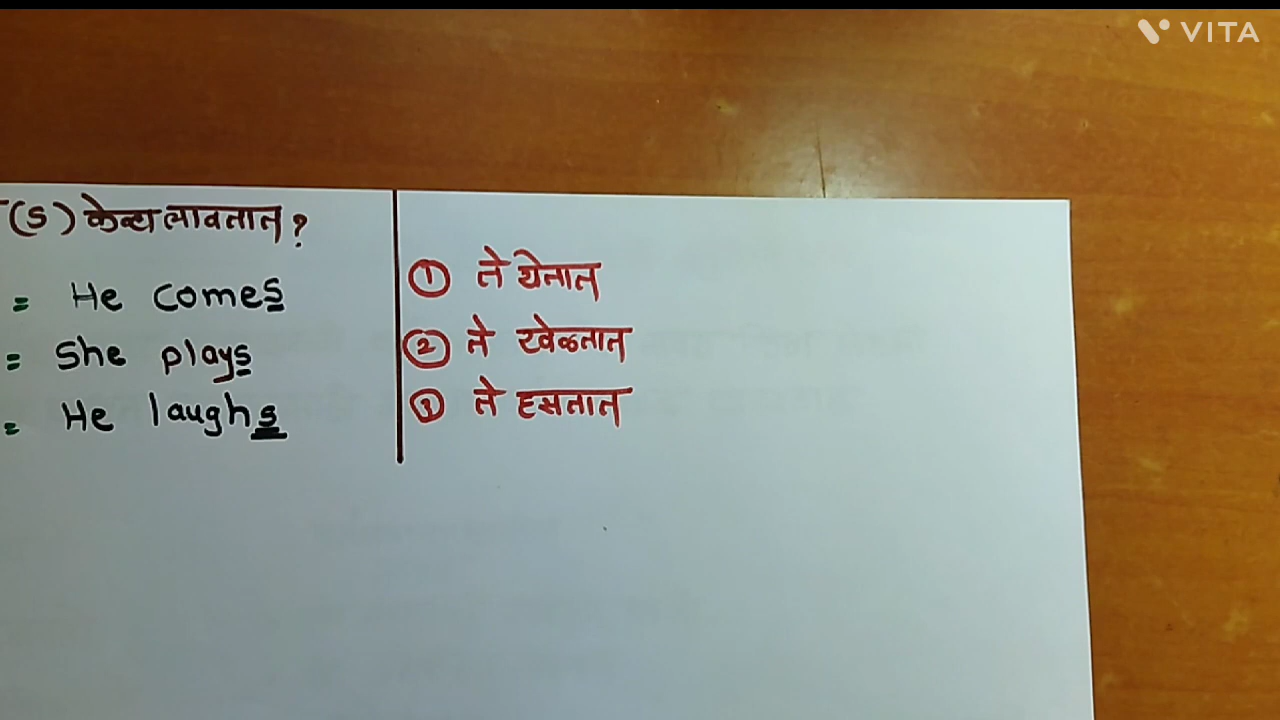 VITA
(s) केव्हा लावतात ?
= He comes
= She plays
= He laughs
① ते येतात
② ते खेळतात
③ ते हसतात